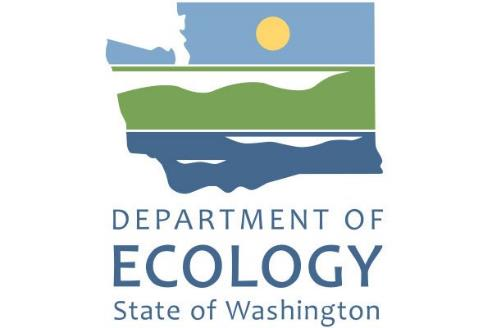 DEPARTMENT OF
ECOLOGY
State of Washington